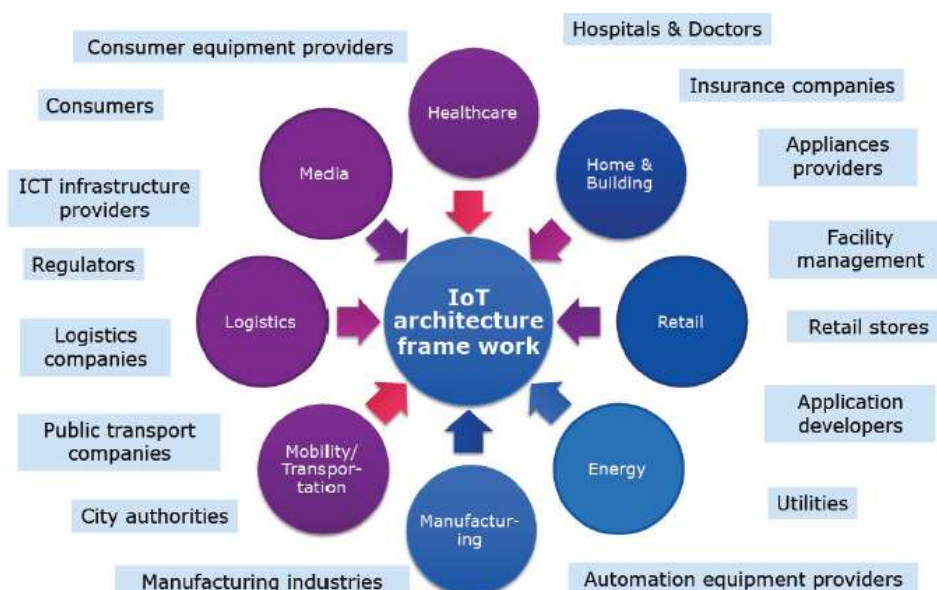 Hospitals & Doctors
Consumer equipment providers
Insurance companies
Consumers
Healthcare
Appliances
providers
Media
Home &
Building
ICT infrastructure
providers
Facility
management
Regulators
IoT
architecture
frame work
Logistics
Retail
Retail stores
Logistics
companies
Application
developers
Public transport
companies
Mobility/
Transpor-
tation
Energy
Utilities
City authorities
Manufactur-
ing
Manufacturing industries
Automation equipment providers